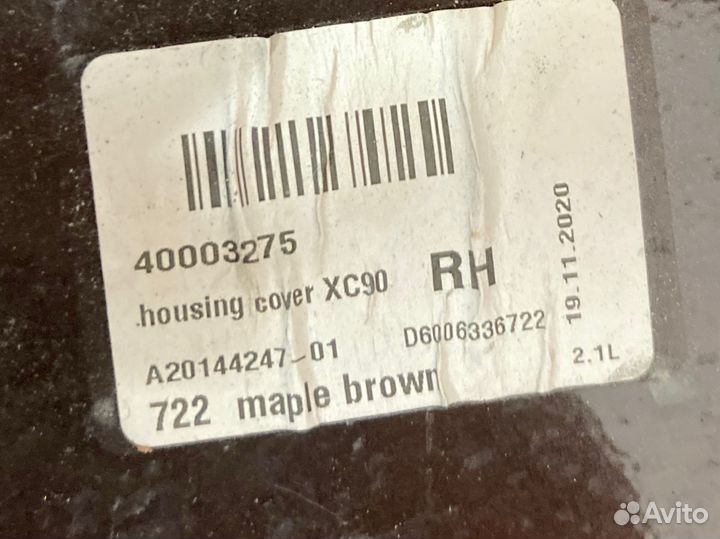 40003275
housing cover XC90 RH
A20144247-01 D6006336722
722 maple brown
19.11.2020
2.1L
Avito